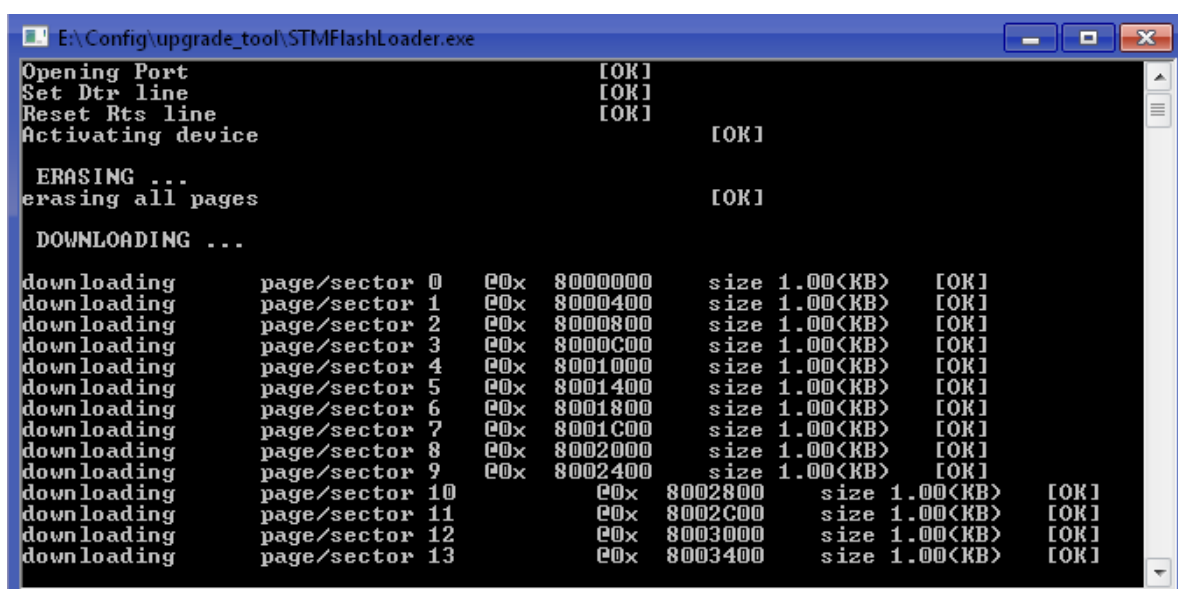 E:\Config\upgrade_tool\STMFlashLoader.exe
Opening Port [OK]
Set Dtr line [OK]
Reset Rts line [OK]
Activating device [OK]
ERASING ...
erasing all pages [OK]
DOWNLOADING ...
downloading page/sector 0 @0x 8000000 size 1.00(KB) [OK]
downloading page/sector 1 @0x 8000400 size 1.00(KB) [OK]
downloading page/sector 2 @0x 8000800 size 1.00(KB) [OK]
downloading page/sector 3 @0x 8000C00 size 1.00(KB) [OK]
downloading page/sector 4 @0x 8001000 size 1.00(KB) [OK]
downloading page/sector 5 @0x 8001400 size 1.00(KB) [OK]
downloading page/sector 6 @0x 8001800 size 1.00(KB) [OK]
downloading page/sector 7 @0x 8001C00 size 1.00(KB) [OK]
downloading page/sector 8 @0x 8002000 size 1.00(KB) [OK]
downloading page/sector 9 @0x 8002400 size 1.00(KB) [OK]
downloading page/sector 10 @0x 8002800 size 1.00(KB) [OK]
downloading page/sector 11 @0x 8002C00 size 1.00(KB) [OK]
downloading page/sector 12 @0x 8003000 size 1.00(KB) [OK]
downloading page/sector 13 @0x 8003400 size 1.00(KB) [OK]